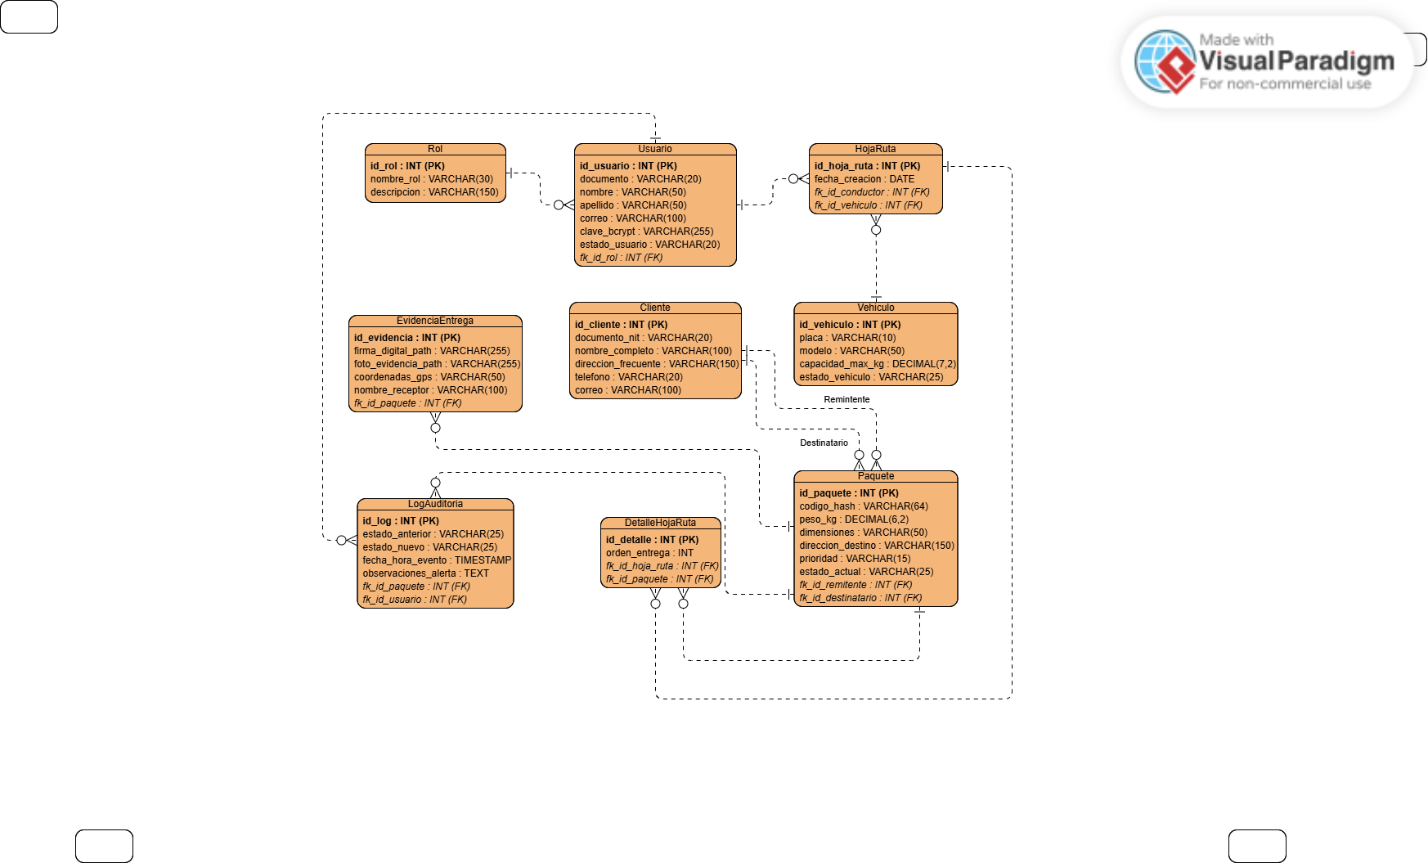 Made with
Visual Paradigm
For non-commercial use
Rol
id_rol : INT (PK)
nombre_rol : VARCHAR(30)
descripcion : VARCHAR(150)
Usuario
id_usuario : INT (PK)
documento : VARCHAR(20)
nombre : VARCHAR(50)
apellido : VARCHAR(50)
correo : VARCHAR(100)
clave_bcrypt : VARCHAR(255)
estado_usuario : VARCHAR(20)
fk_id_rol : INT (FK)
HojaRuta
id_hoja_ruta : INT (PK)
fecha_creacion : DATE
fk_id_conductor : INT (FK)
fk_id_vehiculo : INT (FK)
EvidenciaEntrega
id_evidencia : INT (PK)
firma_digital_path : VARCHAR(255)
foto_evidencia_path : VARCHAR(255)
coordenadas_gps : VARCHAR(50)
nombre_receptor : VARCHAR(100)
fk_id_paquete : INT (FK)
Cliente
id_cliente : INT (PK)
documento_nit : VARCHAR(20)
nombre_completo : VARCHAR(100)
direccion_frecuente : VARCHAR(150)
telefono : VARCHAR(20)
correo : VARCHAR(100)
Vehiculo
id_vehiculo : INT (PK)
placa : VARCHAR(10)
modelo : VARCHAR(50)
capacidad_max_kg : DECIMAL(7,2)
estado_vehiculo : VARCHAR(25)
Remintente
Destinatario
LogAuditoria
id_log : INT (PK)
estado_anterior : VARCHAR(25)
estado_nuevo : VARCHAR(25)
fecha_hora_evento : TIMESTAMP
observaciones_alerta : TEXT
fk_id_paquete : INT (FK)
fk_id_usuario : INT (FK)
DetalleHojaRuta
id_detalle : INT (PK)
orden_entrega : INT
fk_id_hoja_ruta : INT (FK)
fk_id_paquete : INT (FK)
Paquete
id_paquete : INT (PK)
codigo_hash : VARCHAR(64)
peso_kg : DECIMAL(6,2)
dimensiones : VARCHAR(50)
direccion_destino : VARCHAR(150)
prioridad : VARCHAR(15)
estado_actual : VARCHAR(25)
fk_id_remitente : INT (FK)
fk_id_destinatario : INT (FK)